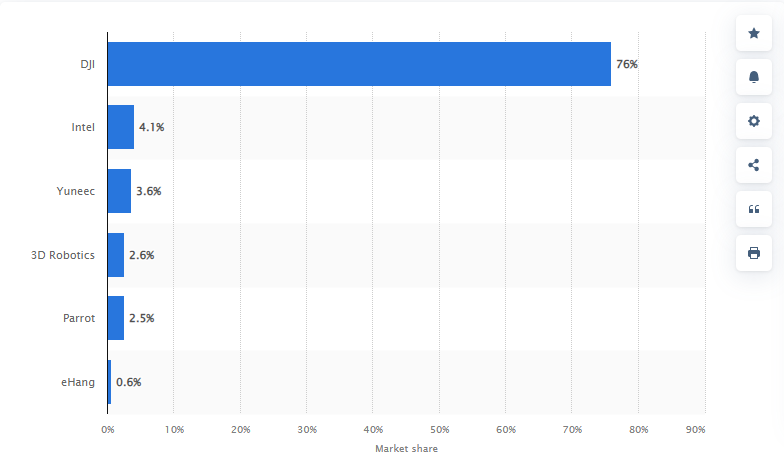 DJI 76%
Intel 4.1%
Yuneec 3.6%
3D Robotics 2.6%
Parrot 2.5%
eHang 0.6%
0% 10% 20% 30% 40% 50% 60% 70% 80% 90%
Market share